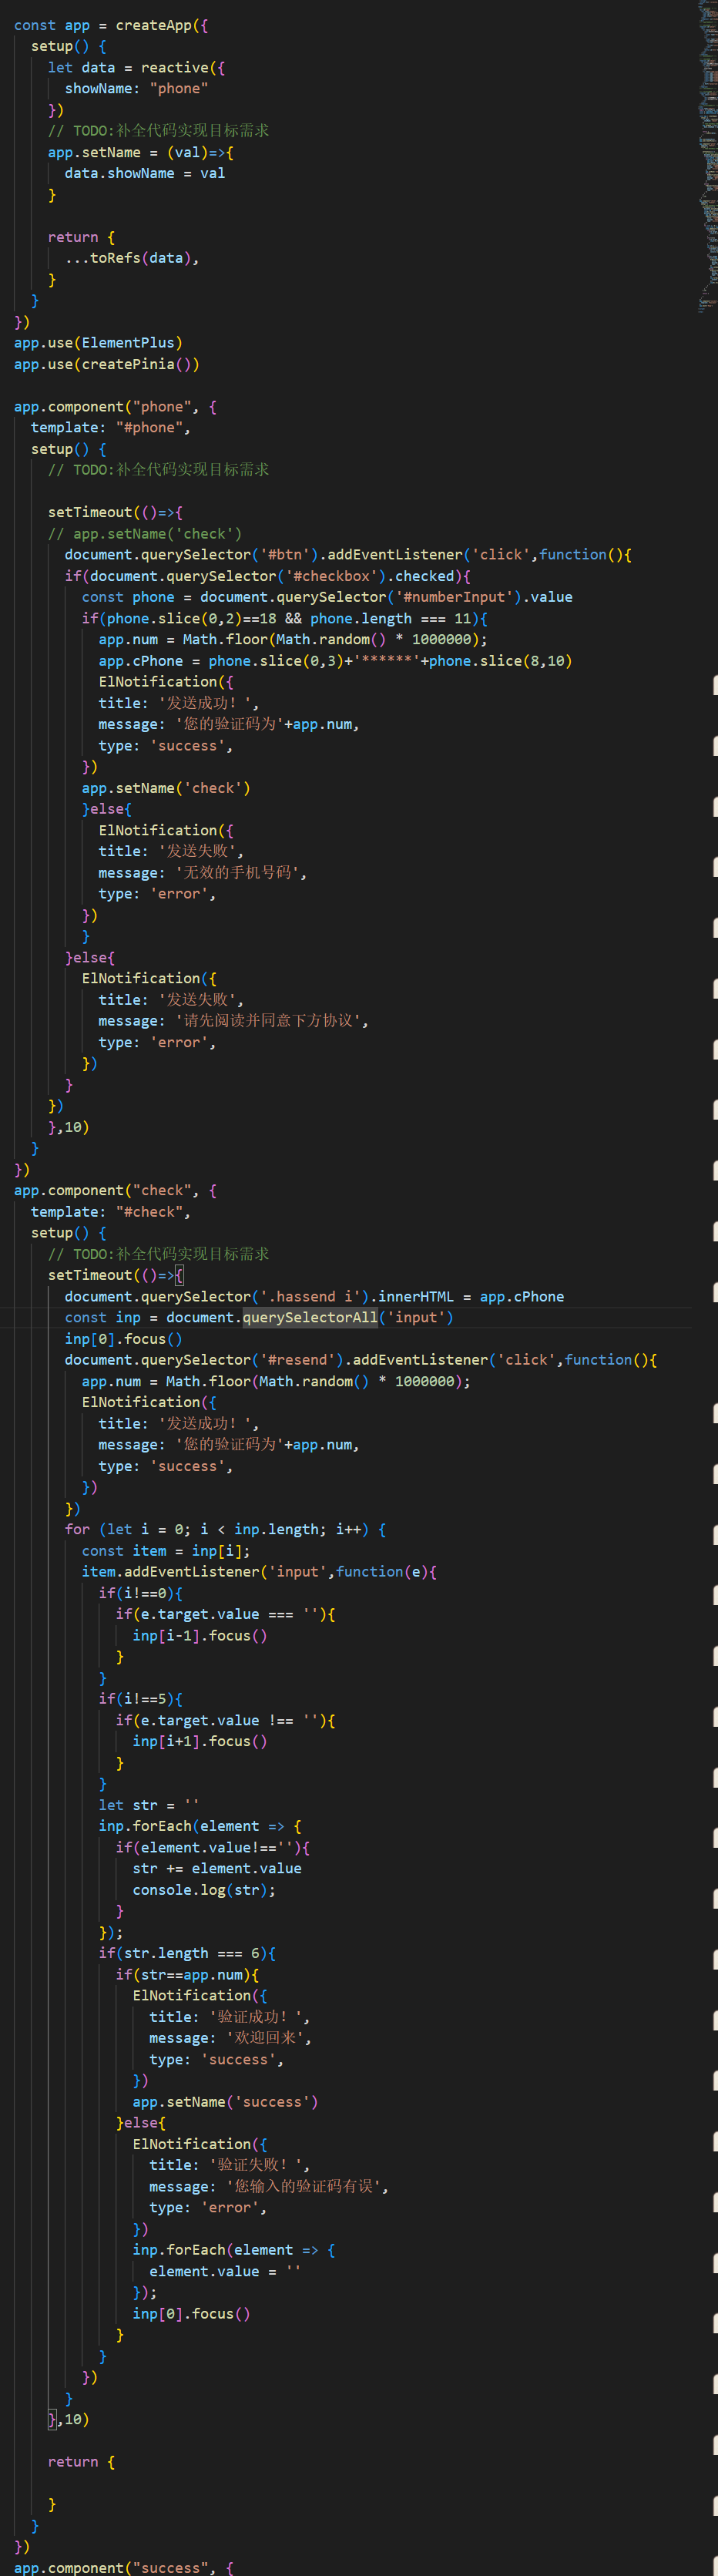 const app = createApp({
  setup() {
    let data = reactive({
      showName: "phone"
    })
    // TODO:补全代码实现目标需求
    app.setName = (val)=>{
      data.showName = val
    }

    return {
      ...toRefs(data),
    }
  }
})
app.use(ElementPlus)
app.use(createPinia())

app.component("phone", {
  template: "#phone",
  setup() {
    // TODO:补全代码实现目标需求

    setTimeout(()=>{
    // app.setName('check')
      document.querySelector('#btn').addEventListener('click',function(){
      if(document.querySelector('#checkbox').checked){
        const phone = document.querySelector('#numberInput').value
        if(phone.slice(0,2)==18 && phone.length === 11){
          app.num = Math.floor(Math.random() * 1000000);
          app.cPhone = phone.slice(0,3)+'******'+phone.slice(8,10)
          ElNotification({
          title: '发送成功! ',
          message: '您的验证码为'+app.num,
          type: 'success',
        })
        app.setName('check')
        }else{
          ElNotification({
          title: '发送失败',
          message: '无效的手机号码',
          type: 'error',
        })
        }
      }else{
        ElNotification({
          title: '发送失败',
          message: '请先阅读并同意下方协议',
          type: 'error',
        })
      }
    })
    },10)
  }
})
app.component("check", {
  template: "#check",
  setup() {
    // TODO:补全代码实现目标需求
    setTimeout(()=>{
      document.querySelector('.hassend i').innerHTML = app.cPhone
      const inp = document.querySelectorAll('input')
      inp[0].focus()
      document.querySelector('#resend').addEventListener('click',function(){
        app.num = Math.floor(Math.random() * 1000000);
        ElNotification({
          title: '发送成功! ',
          message: '您的验证码为'+app.num,
          type: 'success',
        })
      })
      for (let i = 0; i < inp.length; i++) {
        const item = inp[i];
        item.addEventListener('input',function(e){
          if(i!==0){
            if(e.target.value === ''){
              inp[i-1].focus()
            }
          }
          if(i!==5){
            if(e.target.value !== ''){
              inp[i+1].focus()
            }
          }
          let str = ''
          inp.forEach(element => {
            if(element.value!==''){
              str += element.value
              console.log(str);
            }
          });
          if(str.length === 6){
            if(str==app.num){
              ElNotification({
                title: '验证成功! ',
                message: '欢迎回来',
                type: 'success',
              })
              app.setName('success')
            }else{
              ElNotification({
                title: '验证失败! ',
                message: '您输入的验证码有误',
                type: 'error',
              })
              inp.forEach(element => {
                element.value = ''
              });
              inp[0].focus()
            }
          }
        })
      }
    },10)

    return {

    }
  }
})
app.component("success", {